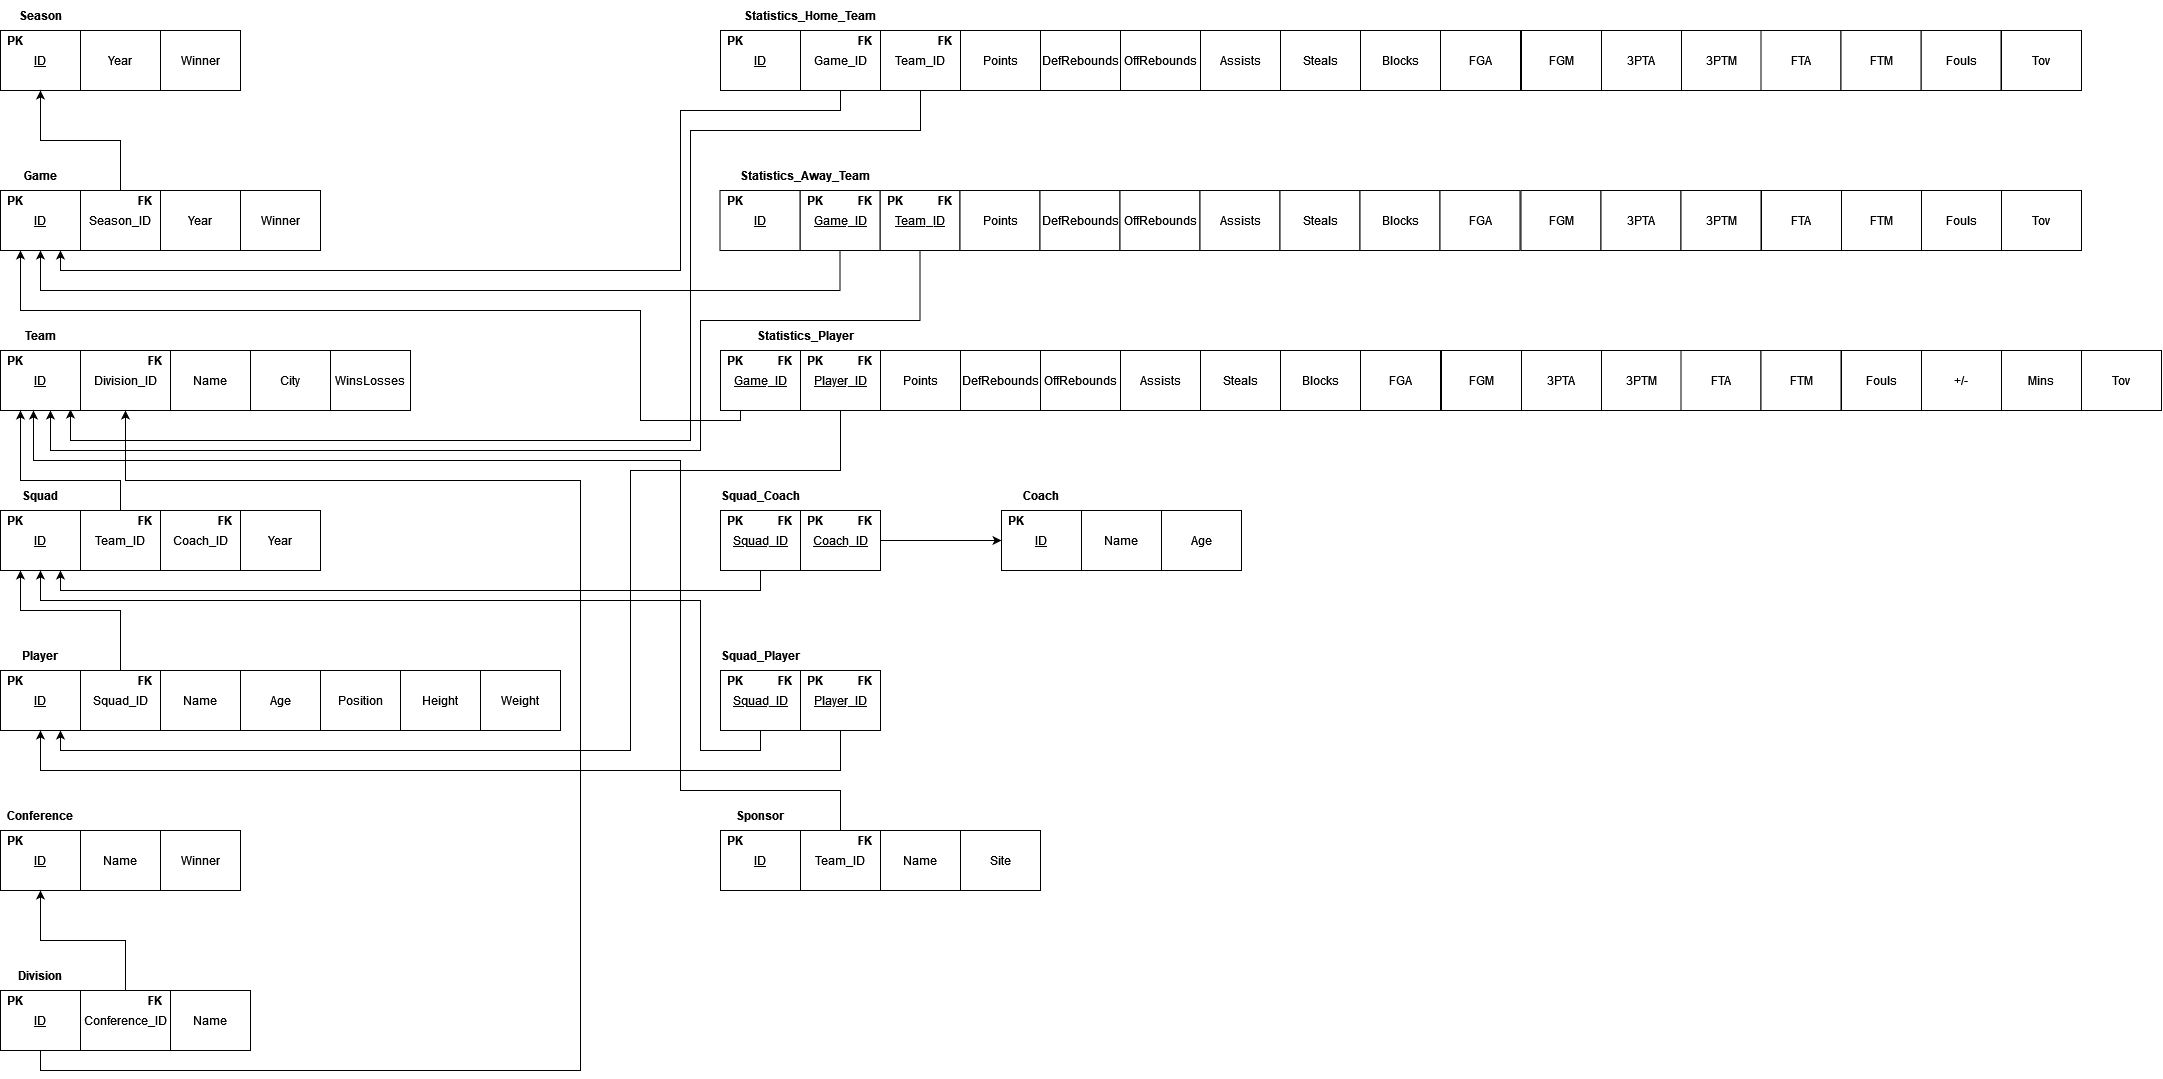 Season
PK
ID Year Winner
Statistics_Home_Team
PK FK FK
ID Game_ID Team_ID Points DefRebounds OffRebounds Assists Steals Blocks FGA FGM 3PTA 3PTM FTA FTM Fouls Tov
Game
PK FK
ID Season_ID Year Winner
Statistics_Away_Team
PK PK FK PK FK
ID Game_ID Team_ID Points DefRebounds OffRebounds Assists Steals Blocks FGA FGM 3PTA 3PTM FTA FTM Fouls Tov
Team
PK FK
ID Division_ID Name City WinsLosses
Statistics_Player
PK FK PK FK
Game_ID Player_ID Points DefRebounds OffRebounds Assists Steals Blocks FGA FGM 3PTA 3PTM FTA FTM Fouls +/- Mins Tov
Squad
PK FK FK
ID Team_ID Coach_ID Year
Squad_Coach
PK FK PK FK
Squad_ID Coach_ID
Coach
PK
ID Name Age
Player
PK FK
ID Squad_ID Name Age Position Height Weight
Squad_Player
PK FK PK FK
Squad_ID Player_ID
Conference
PK
ID Name Winner
Sponsor
PK FK
ID Team_ID Name Site
Division
PK FK
ID Conference_ID Name